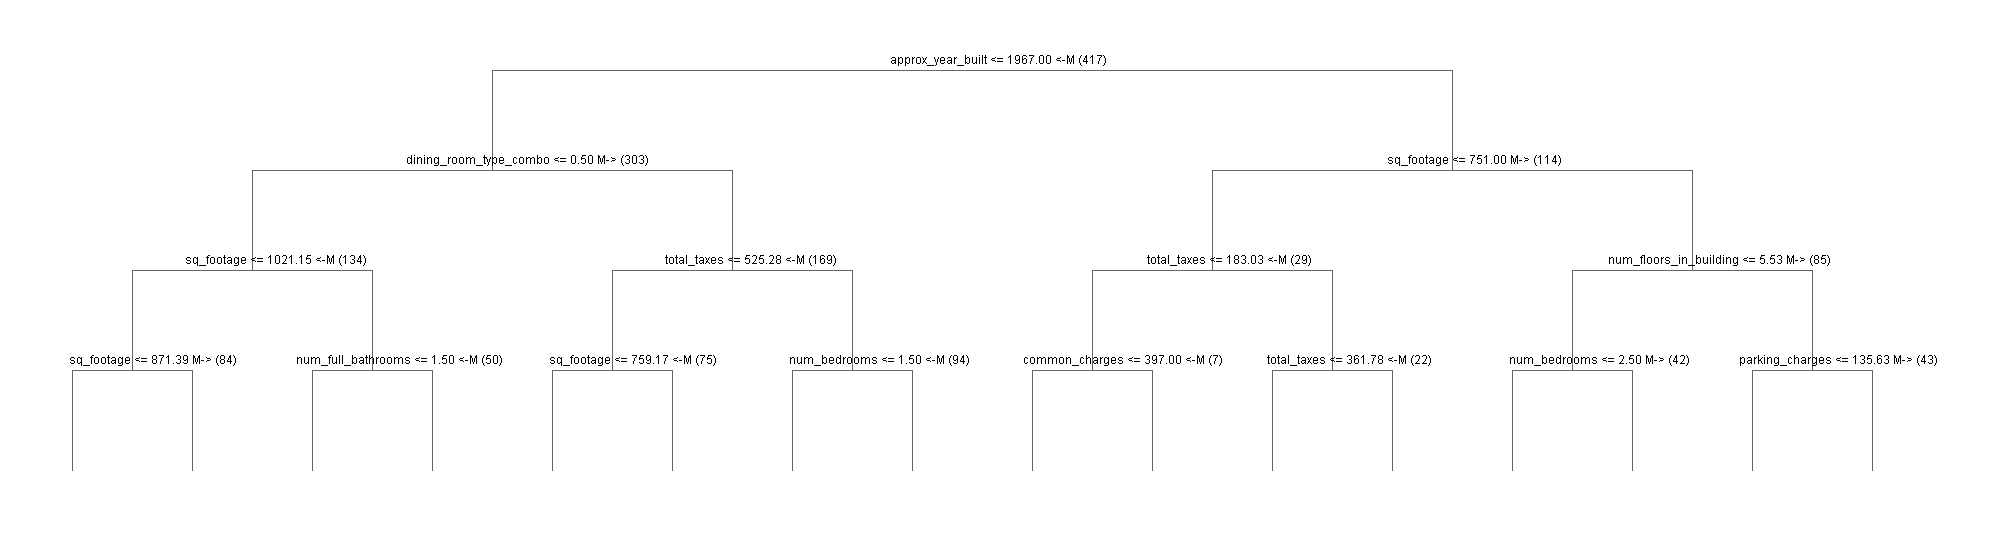 approx_year_built <= 1967.00 <-M (417)
dining_room_type_combo <= 0.50 M-> (303)
sq_footage <= 751.00 M-> (114)
sq_footage <= 1021.15 <-M (134)
total_taxes <= 525.28 <-M (169)
total_taxes <= 183.03 <-M (29)
num_floors_in_building <= 5.53 M-> (85)
sq_footage <= 871.39 M-> (84)
num_full_bathrooms <= 1.50 <-M (50)
sq_footage <= 759.17 <-M (75)
num_bedrooms <= 1.50 <-M (94)
common_charges <= 397.00 <-M (7)
total_taxes <= 361.78 <-M (22)
num_bedrooms <= 2.50 M-> (42)
parking_charges <= 135.63 M-> (43)